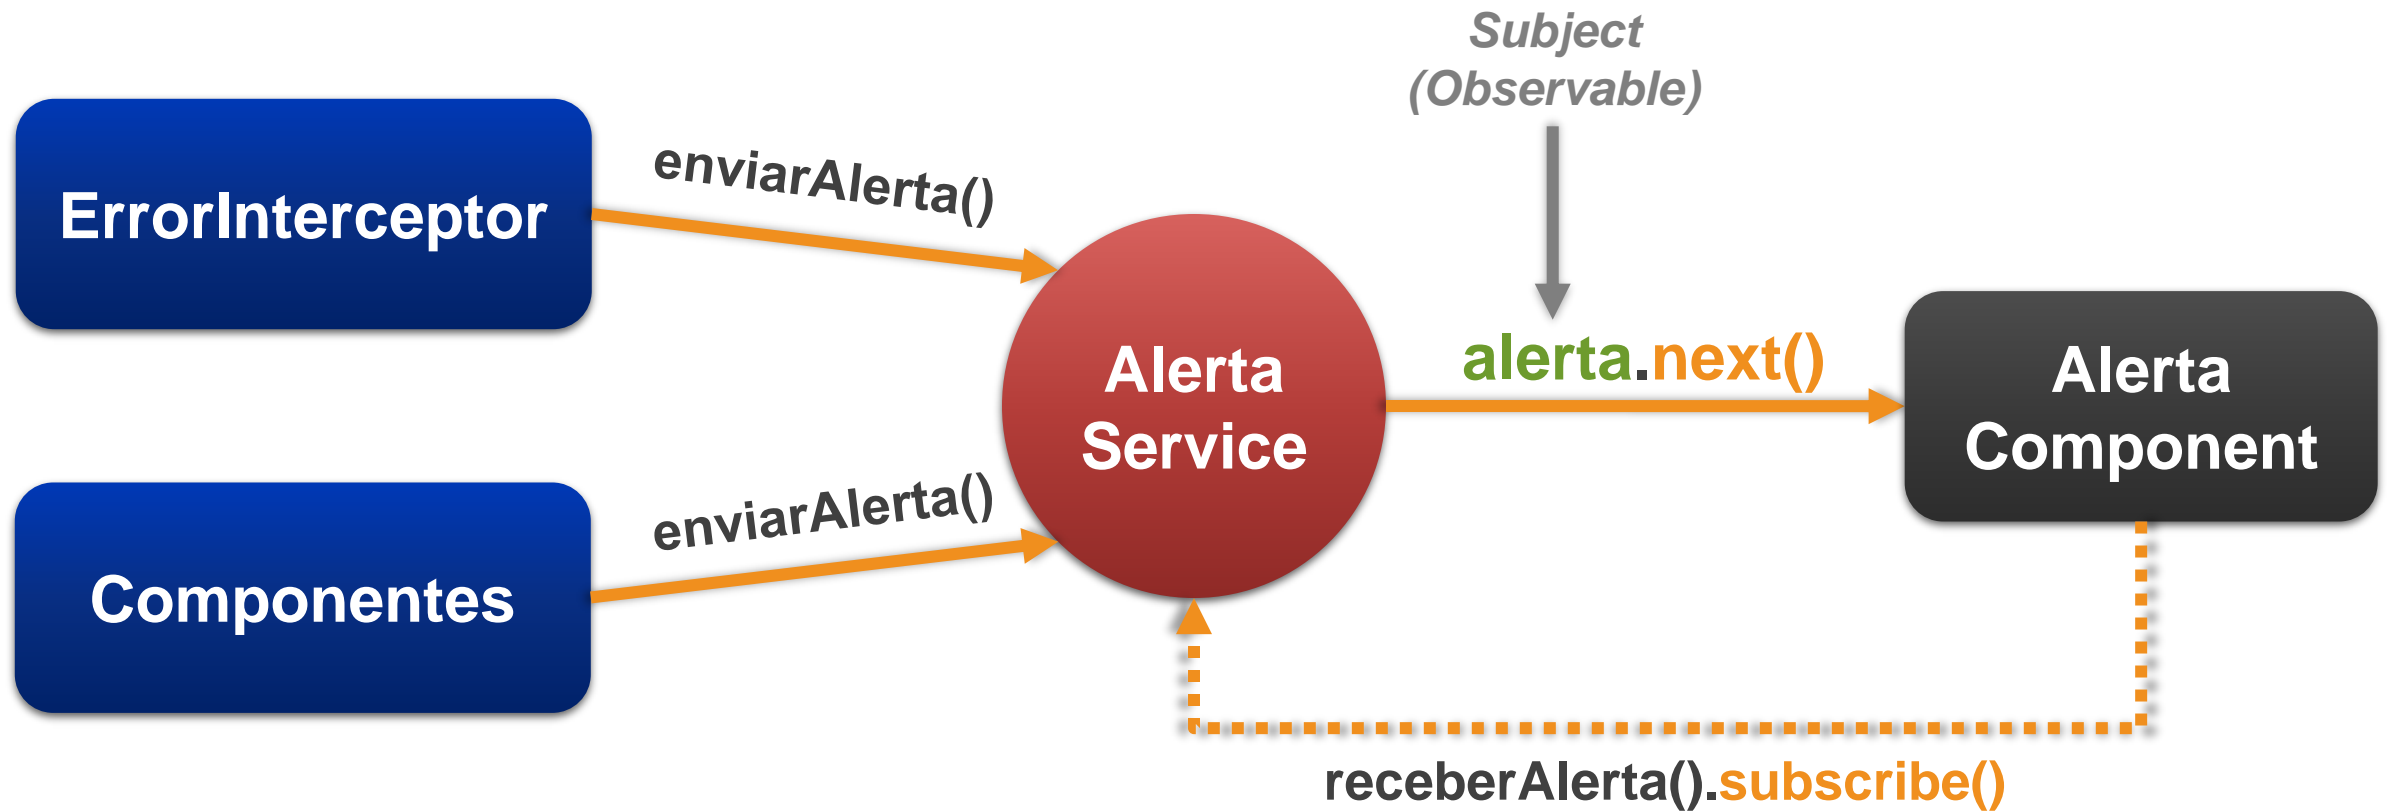 Subject
(Observable)
ErrorInterceptor
enviarAlerta()
Alerta
Service
alerta.next()
Alerta
Component
Componentes
enviarAlerta()
receberAlerta().subscribe()